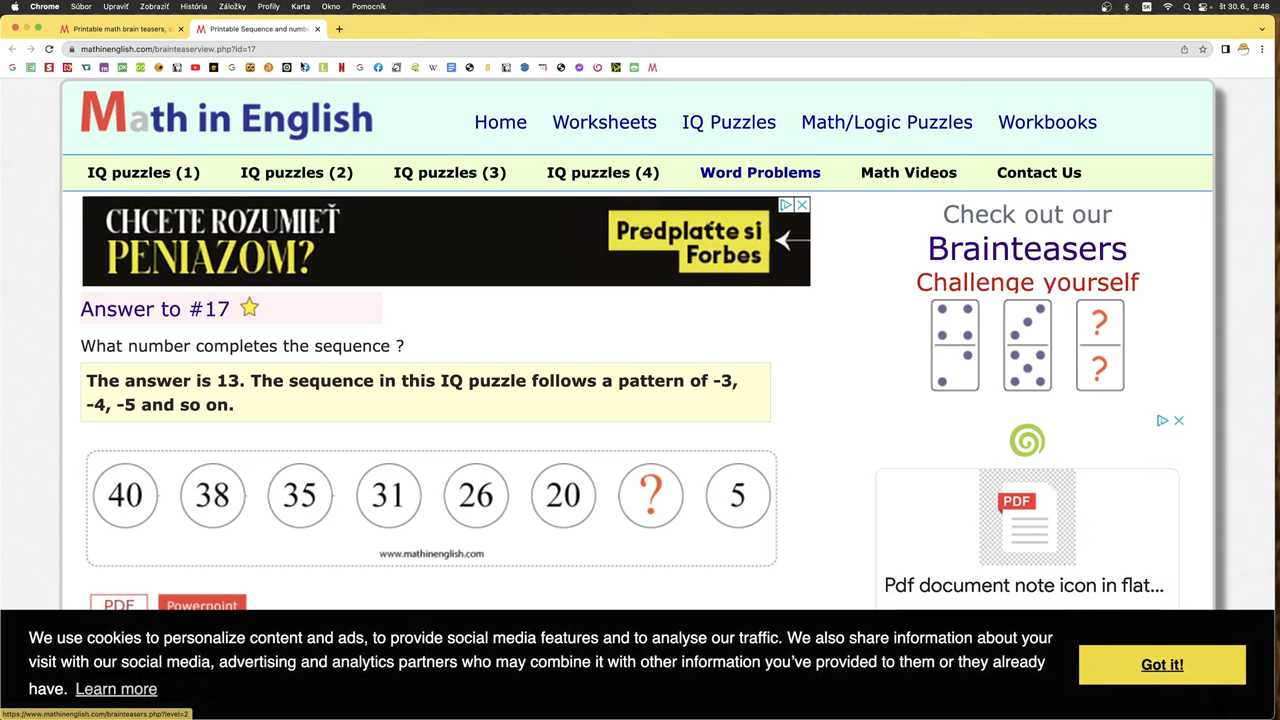 Chrome Súbor Upraviť Zobraziť História Záložky Profily Karta Okno Pomocník SK št 30. 6. 8:48
Printable math brain teasers, Printable Sequence and numb
mathinenglish.com/brainteaserview.php?id=17
Math in English
Home Worksheets IQ Puzzles Math/Logic Puzzles Workbooks
IQ puzzles (1) IQ puzzles (2) IQ puzzles (3) IQ puzzles (4) Word Problems Math Videos Contact Us
CHCETE ROZUMIEŤ
PENIAZOM?
Predplaťte si
Forbes
Check out our
Brainteasers
Challenge yourself
? ?
Answer to #17
What number completes the sequence ?
The answer is 13. The sequence in this IQ puzzle follows a pattern of -3,
-4, -5 and so on.
40 38 35 31 26 20 ? 5
www.mathinenglish.com
PDF
Pdf document note icon in flat...
PDF Powerpoint
We use cookies to personalize content and ads, to provide social media features and to analyse our traffic. We also share information about your
visit with our social media, advertising and analytics partners who may combine it with other information you've provided to them or they already
have. Learn more
Got it!
https://www.mathinenglish.com/brainteasers.php?level=2